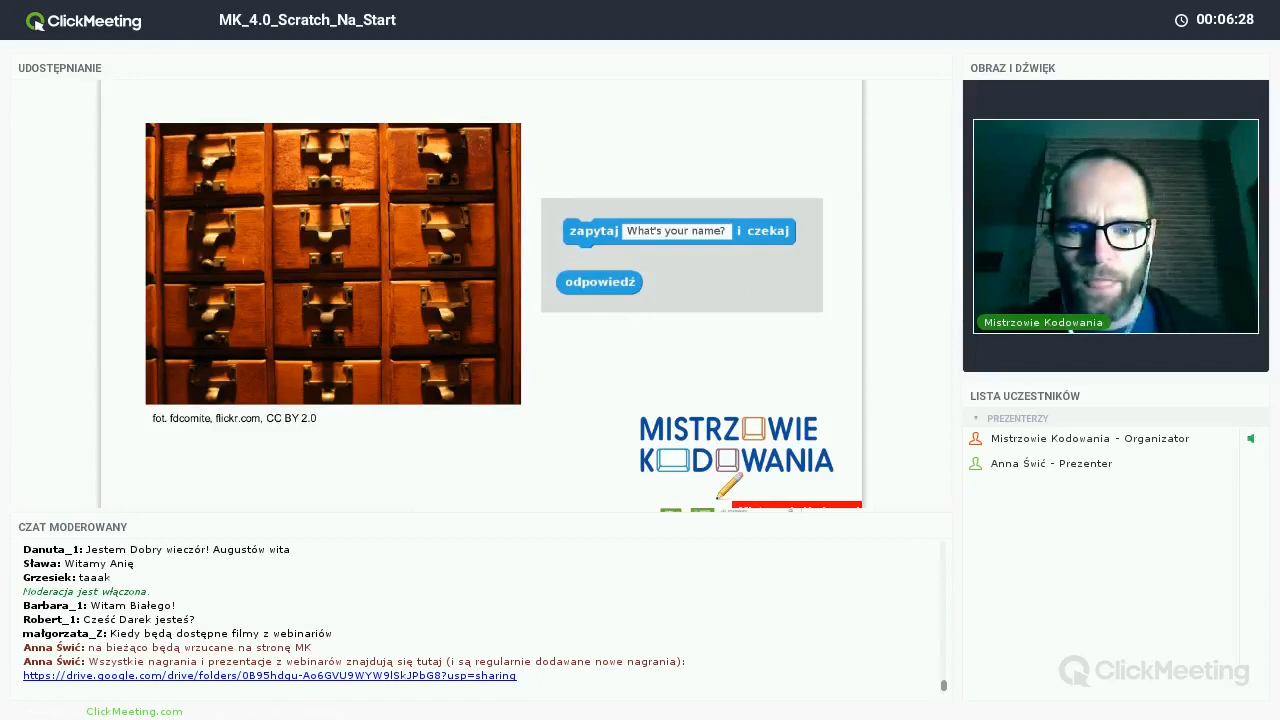 ClickMeeting
MK_4.0_Scratch_Na_Start
00:06:28
UDOSTĘPNIANIE
OBRAZ I DŹWIĘK
zapytaj What's your name? i czekaj
odpowiedź
fot. fdcomite, flickr.com, CC BY 2.0
MISTRZOWIE
KODOWANIA
Mistrzowie Kodowania
LISTA UCZESTNIKÓW
PREZENTERZY
Mistrzowie Kodowania - Organizator
Anna Świć - Prezenter
CZAT MODEROWANY
Danuta_1: Jestem Dobry wieczór! Augustów wita
Sława: Witamy Anię
Grzesiek: taaak
Moderacja jest włączona.
Barbara_1: Witam Białego!
Robert_1: Cześć Darek jesteś?
małgorzata_Z: Kiedy będą dostępne filmy z webinariów
Anna Świć: na bieżąco będą wrzucane na stronę MK
Anna Świć: Wszystkie nagrania i prezentacje z webinarów znajdują się tutaj (i są regularnie dodawane nowe nagrania):
https://drive.google.com/drive/folders/0B95hdqu-Ao6GVU9WYW9lSkJPbG8?usp=sharing
ClickMeeting
ClickMeeting.com